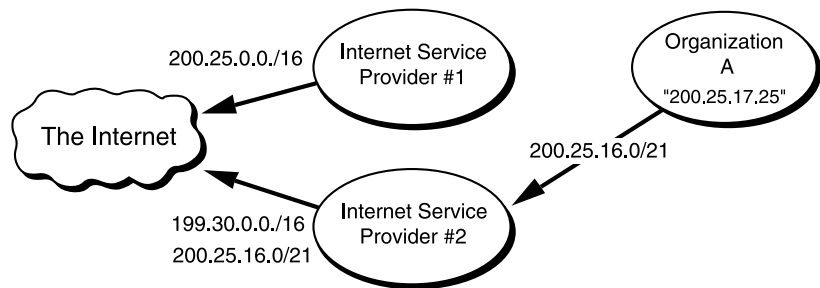 Internet Service
Provider #1
Organization
A
"200.25.17.25"
200.25.0.0./16
The Internet
200.25.16.0/21
Internet Service
Provider #2
199.30.0.0./16
200.25.16.0/21